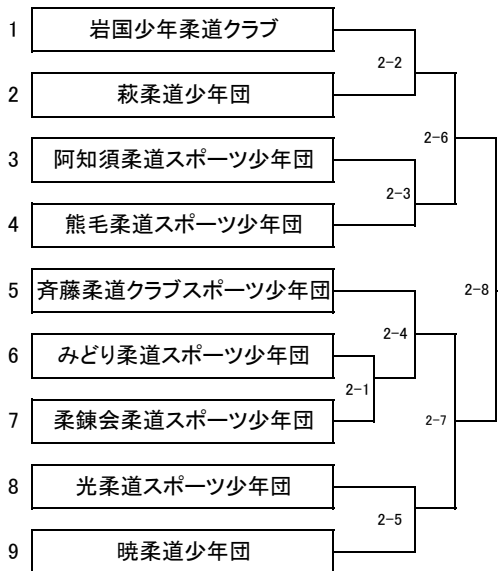 1 岩国少年柔道クラブ
2-2
2 萩柔道少年団
2-6
3 阿知須柔道スポーツ少年団
2-3
4 熊毛柔道スポーツ少年団
2-8
5 斉藤柔道クラブスポーツ少年団
2-4
6 みどり柔道スポーツ少年団
2-1
7 柔錬会柔道スポーツ少年団
2-7
8 光柔道スポーツ少年団
2-5
9 暁柔道少年団